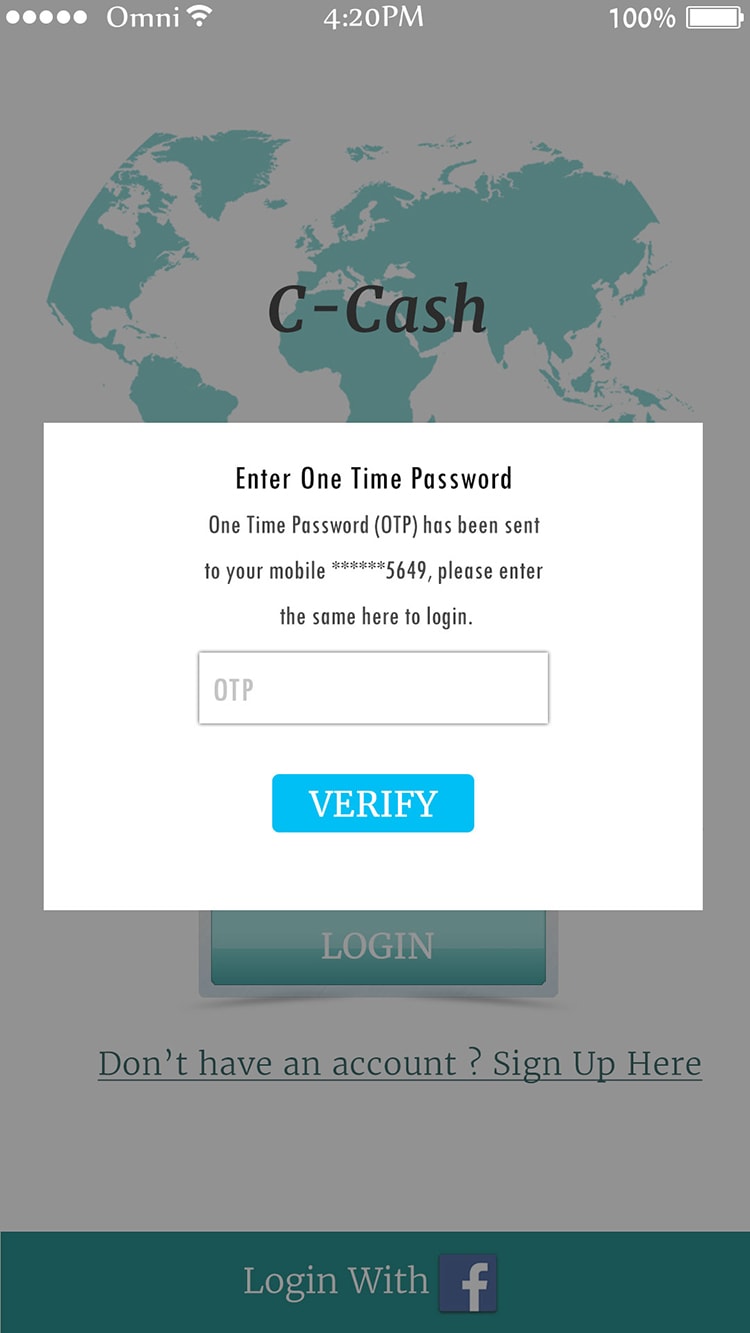 Omni 4:20PM 100%
C-Cash
Enter One Time Password
One Time Password (OTP) has been sent
to your mobile ******5649, please enter
the same here to login.
OTP
VERIFY
LOGIN
Don’t have an account ? Sign Up Here
Login With f